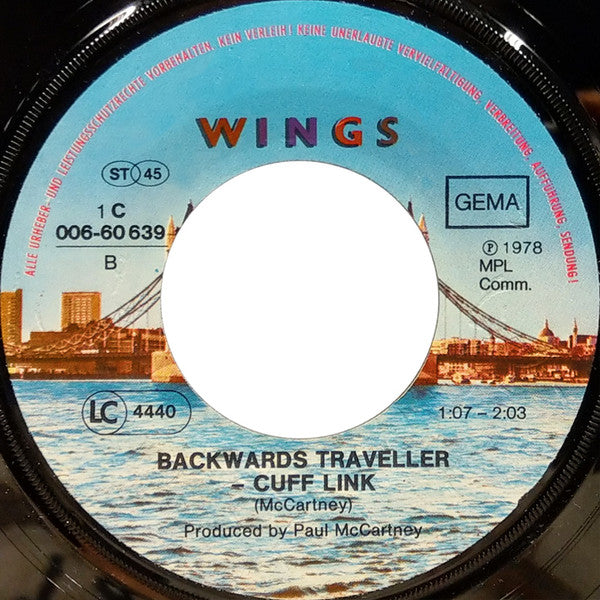 ALLE URHEBER- UND LEISTUNGSSCHUTZRECHTE VORBEHALTEN. KEIN VERLEIH! KEINE UNERLAUBTE VERVIELFÄLTIGUNG, VERBREITUNG, AUFFÜHRUNG, SENDUNG!
WINGS
ST 45
1 C
006-60 639
B
GEMA
℗ 1978
MPL
Comm.
LC 4440
1:07 – 2:03
BACKWARDS TRAVELLER
– CUFF LINK
(McCartney)
Produced by Paul McCartney